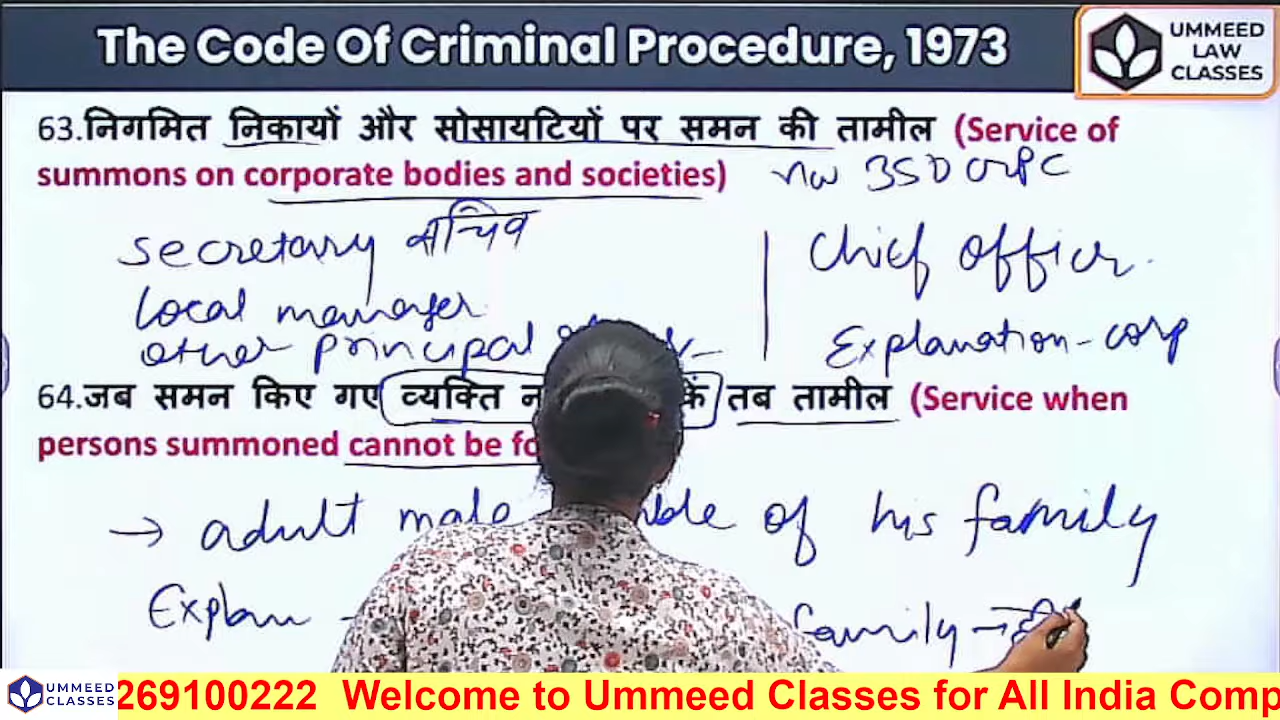 The Code Of Criminal Procedure, 1973
UMMEED
LAW
CLASSES
63.निगमित निकायों और सोसायटियों पर समन की तामील (Service of
summons on corporate bodies and societies)
secretary सचिव
local manager
other principal
Chief officer.
Explanation - corp
64.जब समन किए गए व्यक्ति तब तामील (Service when
persons summoned cannot be
→ adult male of his family
Explan family →
UMMEED
CLASSES
269100222 Welcome to Ummeed Classes for All India Comp